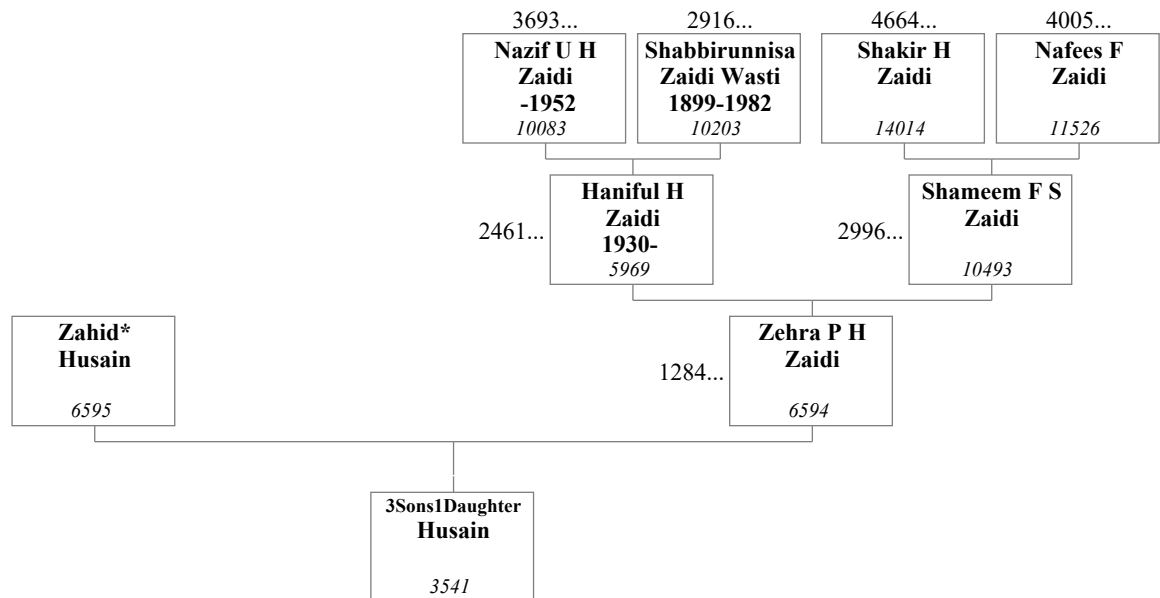 3693...
2916...
4664...
4005...
Nazif U H
Zaidi
-1952
10083
Shabbirunnisa
Zaidi Wasti
1899-1982
10203
Shakir H
Zaidi
14014
Nafees F
Zaidi
11526
2461...
Haniful H
Zaidi
1930-
5969
2996...
Shameem F S
Zaidi
10493
Zahid*
Husain
6595
1284...
Zehra P H
Zaidi
6594
3Sons1Daughter
Husain
3541